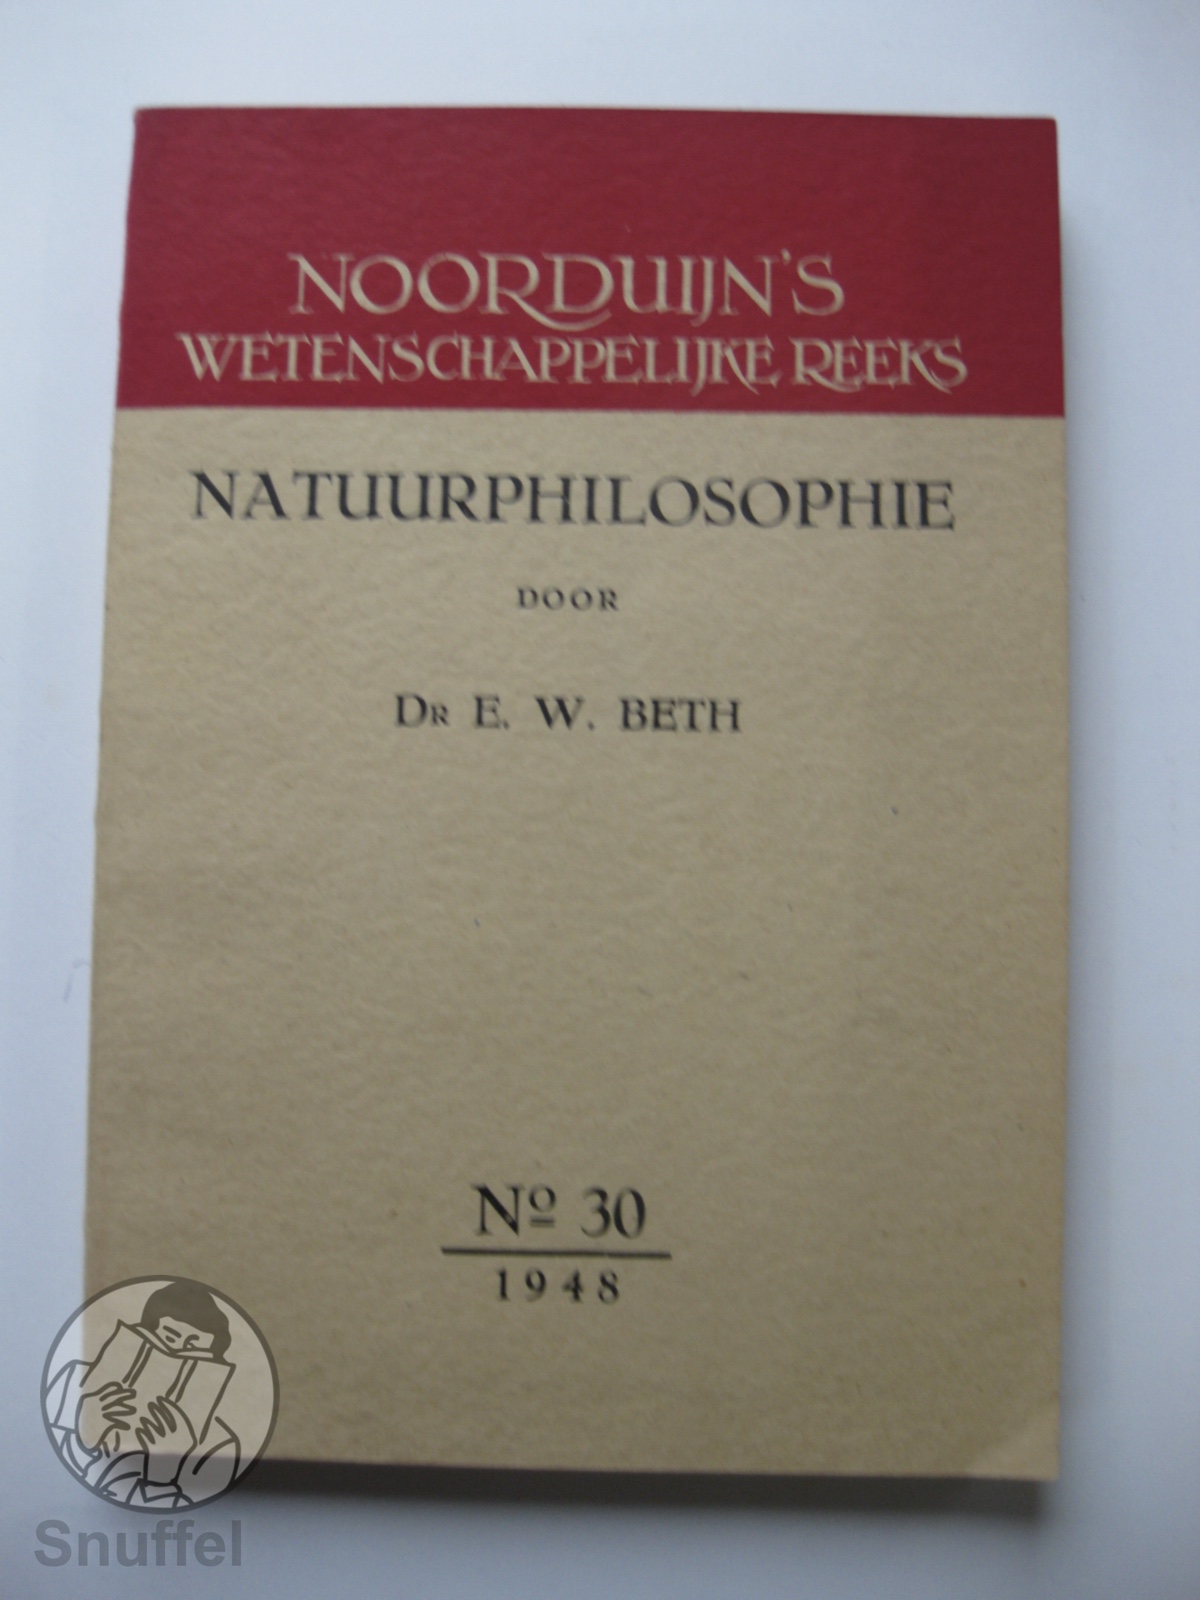 NOORDUIJN'S
WETENSCHAPPELIJKE REEKS
NATUURPHILOSOPHIE
DOOR
DR E. W. BETH
Nº 30
1948
Snuffel